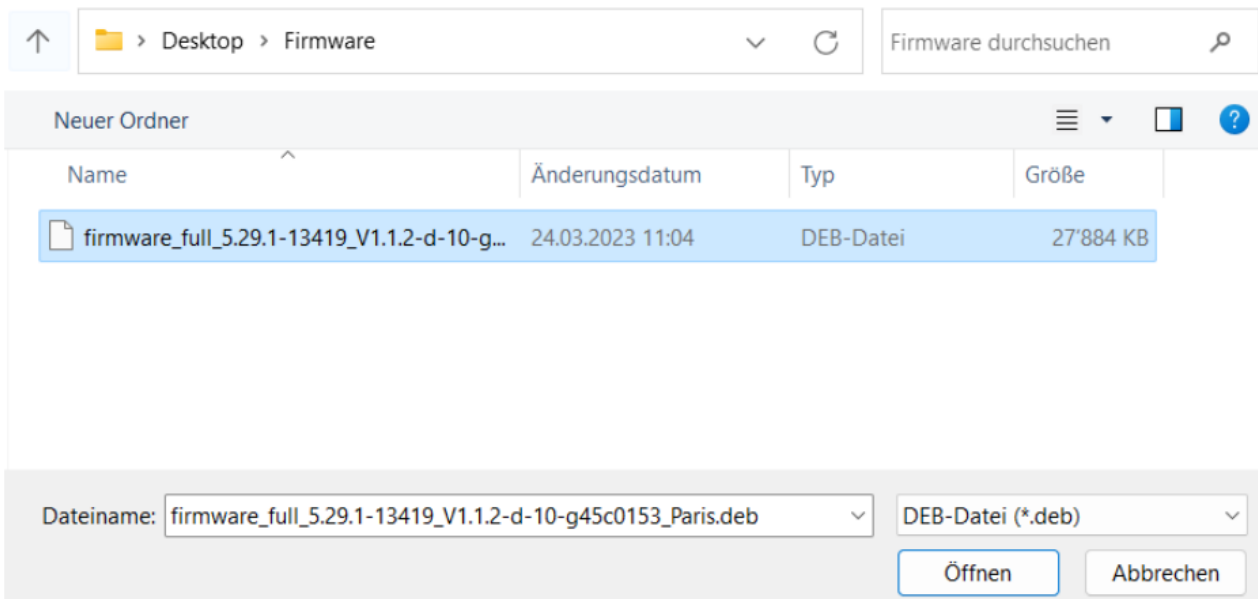 Desktop > Firmware
Firmware durchsuchen
Neuer Ordner
Name Änderungsdatum Typ Größe
firmware_full_5.29.1-13419_V1.1.2-d-10-g... 24.03.2023 11:04 DEB-Datei 27'884 KB
Dateiname: firmware_full_5.29.1-13419_V1.1.2-d-10-g45c0153_Paris.deb DEB-Datei (*.deb)
Öffnen Abbrechen